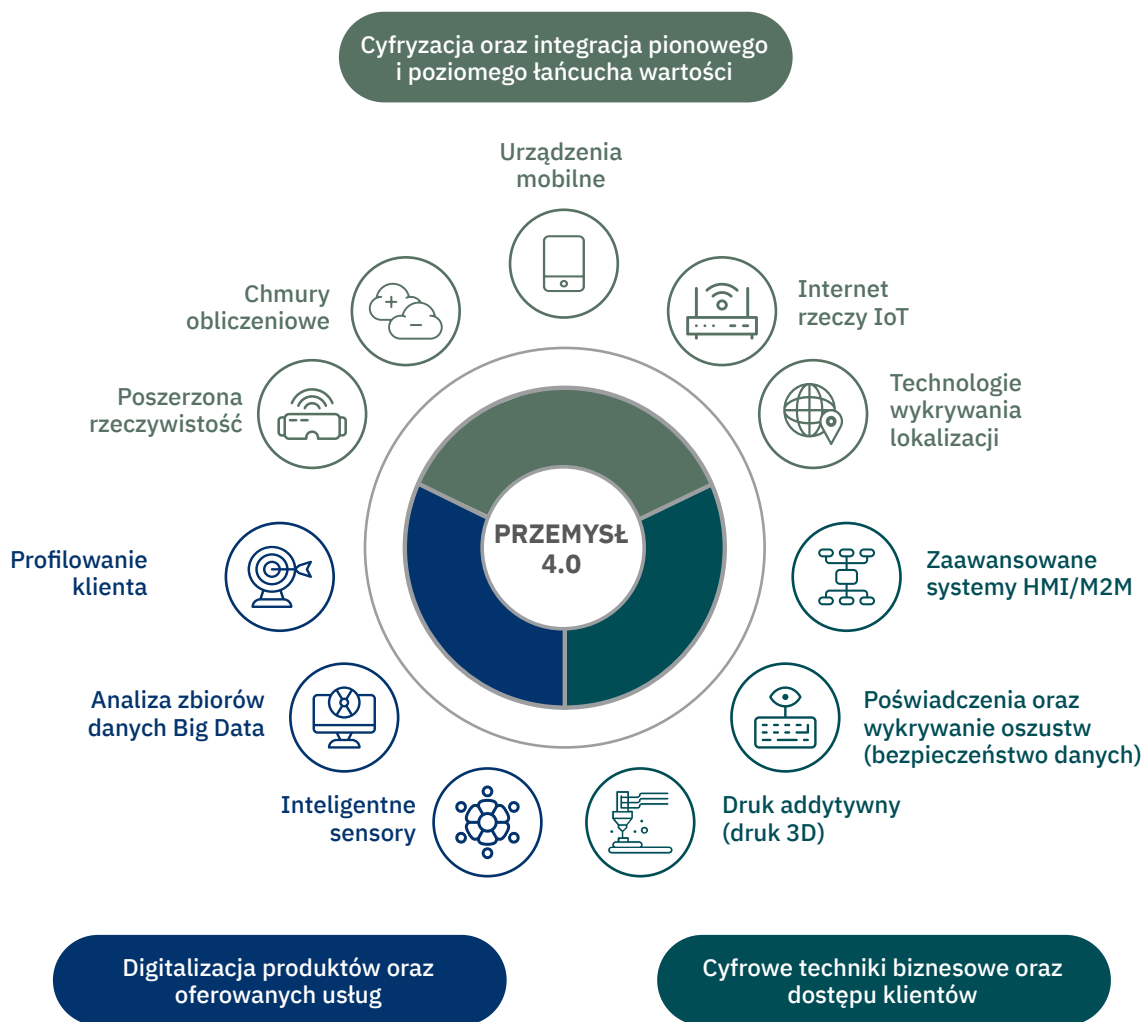 Cyfryzacja oraz integracja pionowego
i poziomego łańcucha wartości
Urządzenia
mobilne
Chmury
obliczeniowe
Internet
rzeczy IoT
Poszerzona
rzeczywistość
Technologie
wykrywania
lokalizacji
PRZEMYSŁ
4.0
Profilowanie
klienta
Zaawansowane
systemy HMI/M2M
Analiza zbiorów
danych Big Data
Poświadczenia oraz
wykrywanie oszustw
(bezpieczeństwo danych)
Inteligentne
sensory
Druk addytywny
(druk 3D)
Digitalizacja produktów oraz
oferowanych usług
Cyfrowe techniki biznesowe oraz
dostępu klientów